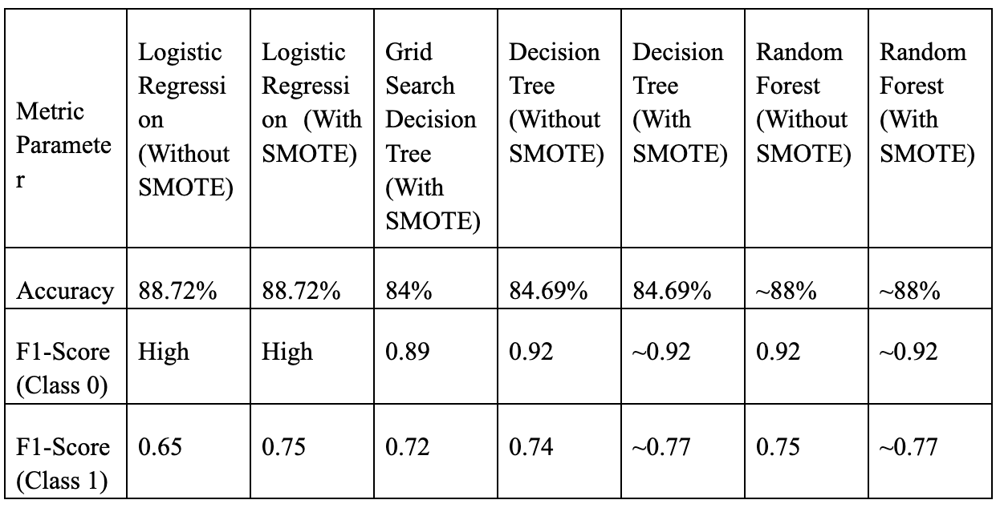 Metric
Paramete
r
Logistic
Regressi
on
(Without
SMOTE)
Logistic
Regressi
on (With
SMOTE)
Grid
Search
Decision
Tree
(With
SMOTE)
Decision
Tree
(Without
SMOTE)
Decision
Tree
(With
SMOTE)
Random
Forest
(Without
SMOTE)
Random
Forest
(With
SMOTE)
Accuracy
88.72%
88.72%
84%
84.69%
84.69%
~88%
~88%
F1-Score
(Class 0)
High
High
0.89
0.92
~0.92
0.92
~0.92
F1-Score
(Class 1)
0.65
0.75
0.72
0.74
~0.77
0.75
~0.77